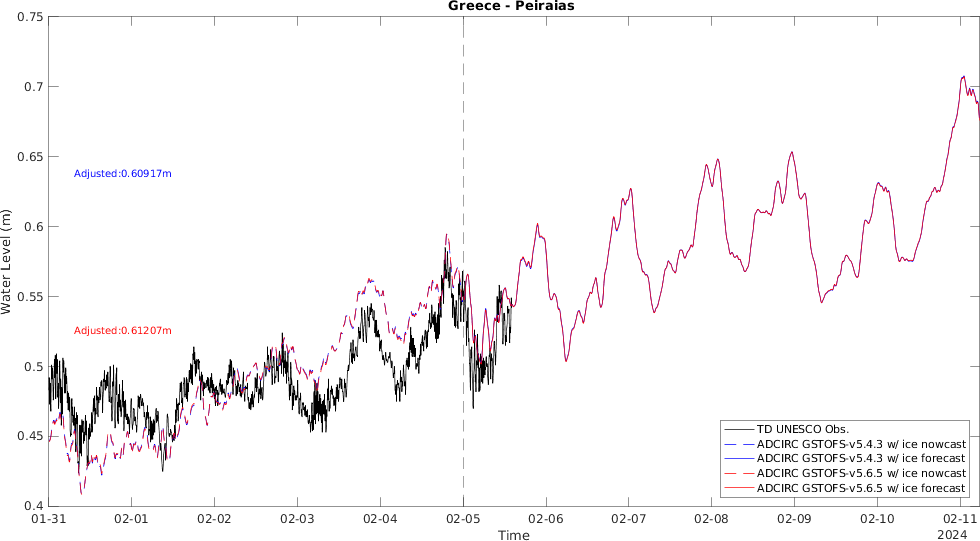 Greece - Peiraias
0.75
0.7
0.65
0.6
0.55
0.5
0.45
0.4
Water Level (m)
Adjusted:0.60917m
Adjusted:0.61207m
TD UNESCO Obs.
ADCIRC GSTOFS-v5.4.3 w/ ice nowcast
ADCIRC GSTOFS-v5.4.3 w/ ice forecast
ADCIRC GSTOFS-v5.6.5 w/ ice nowcast
ADCIRC GSTOFS-v5.6.5 w/ ice forecast
01-31 02-01 02-02 02-03 02-04 02-05 02-06 02-07 02-08 02-09 02-10 02-11
Time
2024